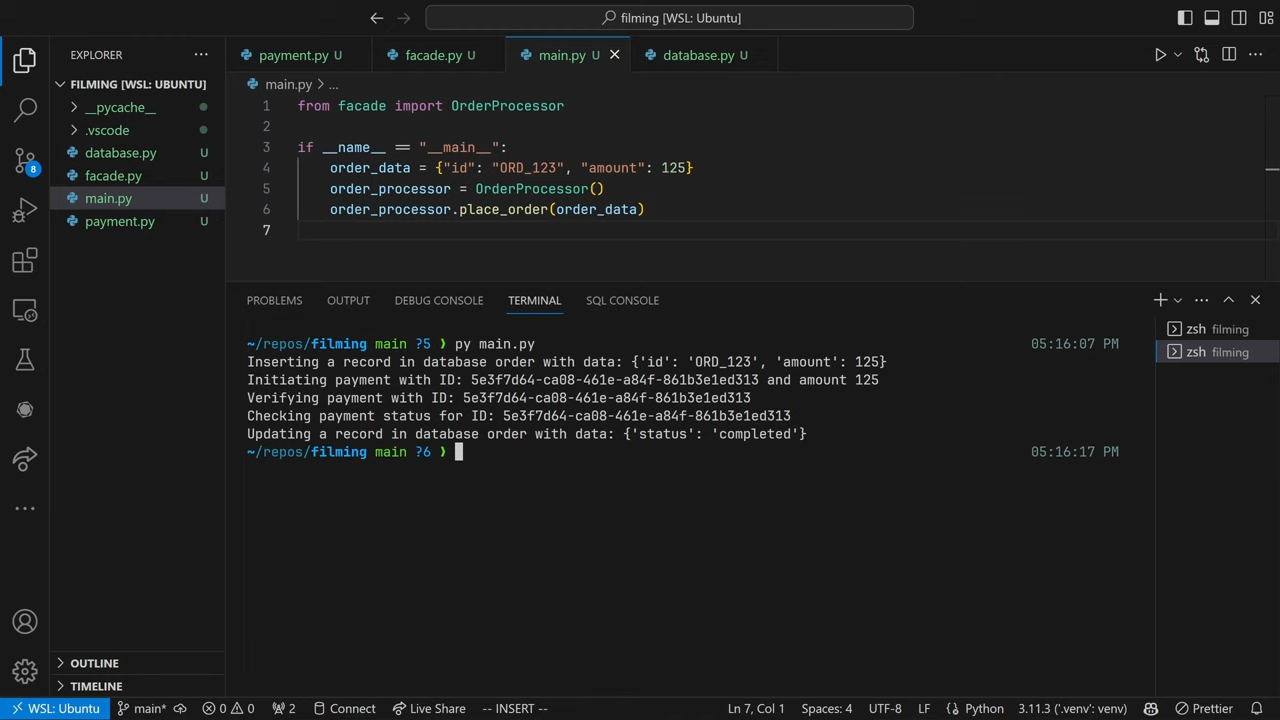 filming [WSL: Ubuntu]
EXPLORER
FILMING [WSL: UBUNTU]
__pycache__
.vscode
database.py U
facade.py U
main.py U
payment.py U
OUTLINE
TIMELINE
8
payment.py U
facade.py U
main.py U
database.py U
main.py > ...
1 from facade import OrderProcessor
2
3 if __name__ == "__main__":
4 order_data = {"id": "ORD_123", "amount": 125}
5 order_processor = OrderProcessor()
6 order_processor.place_order(order_data)
7
PROBLEMS OUTPUT DEBUG CONSOLE TERMINAL SQL CONSOLE
~/repos/filming main ?5 ❯ py main.py 05:16:07 PM
Inserting a record in database order with data: {'id': 'ORD_123', 'amount': 125}
Initiating payment with ID: 5e3f7d64-ca08-461e-a84f-861b3e1ed313 and amount 125
Verifying payment with ID: 5e3f7d64-ca08-461e-a84f-861b3e1ed313
Checking payment status for ID: 5e3f7d64-ca08-461e-a84f-861b3e1ed313
Updating a record in database order with data: {'status': 'completed'}
~/repos/filming main ?6 ❯ 05:16:17 PM
zsh filming
zsh filming
WSL: Ubuntu main* 0 0 2 Connect Live Share -- INSERT -- Ln 7, Col 1 Spaces: 4 UTF-8 LF Python 3.11.3 ('.venv': venv) Prettier